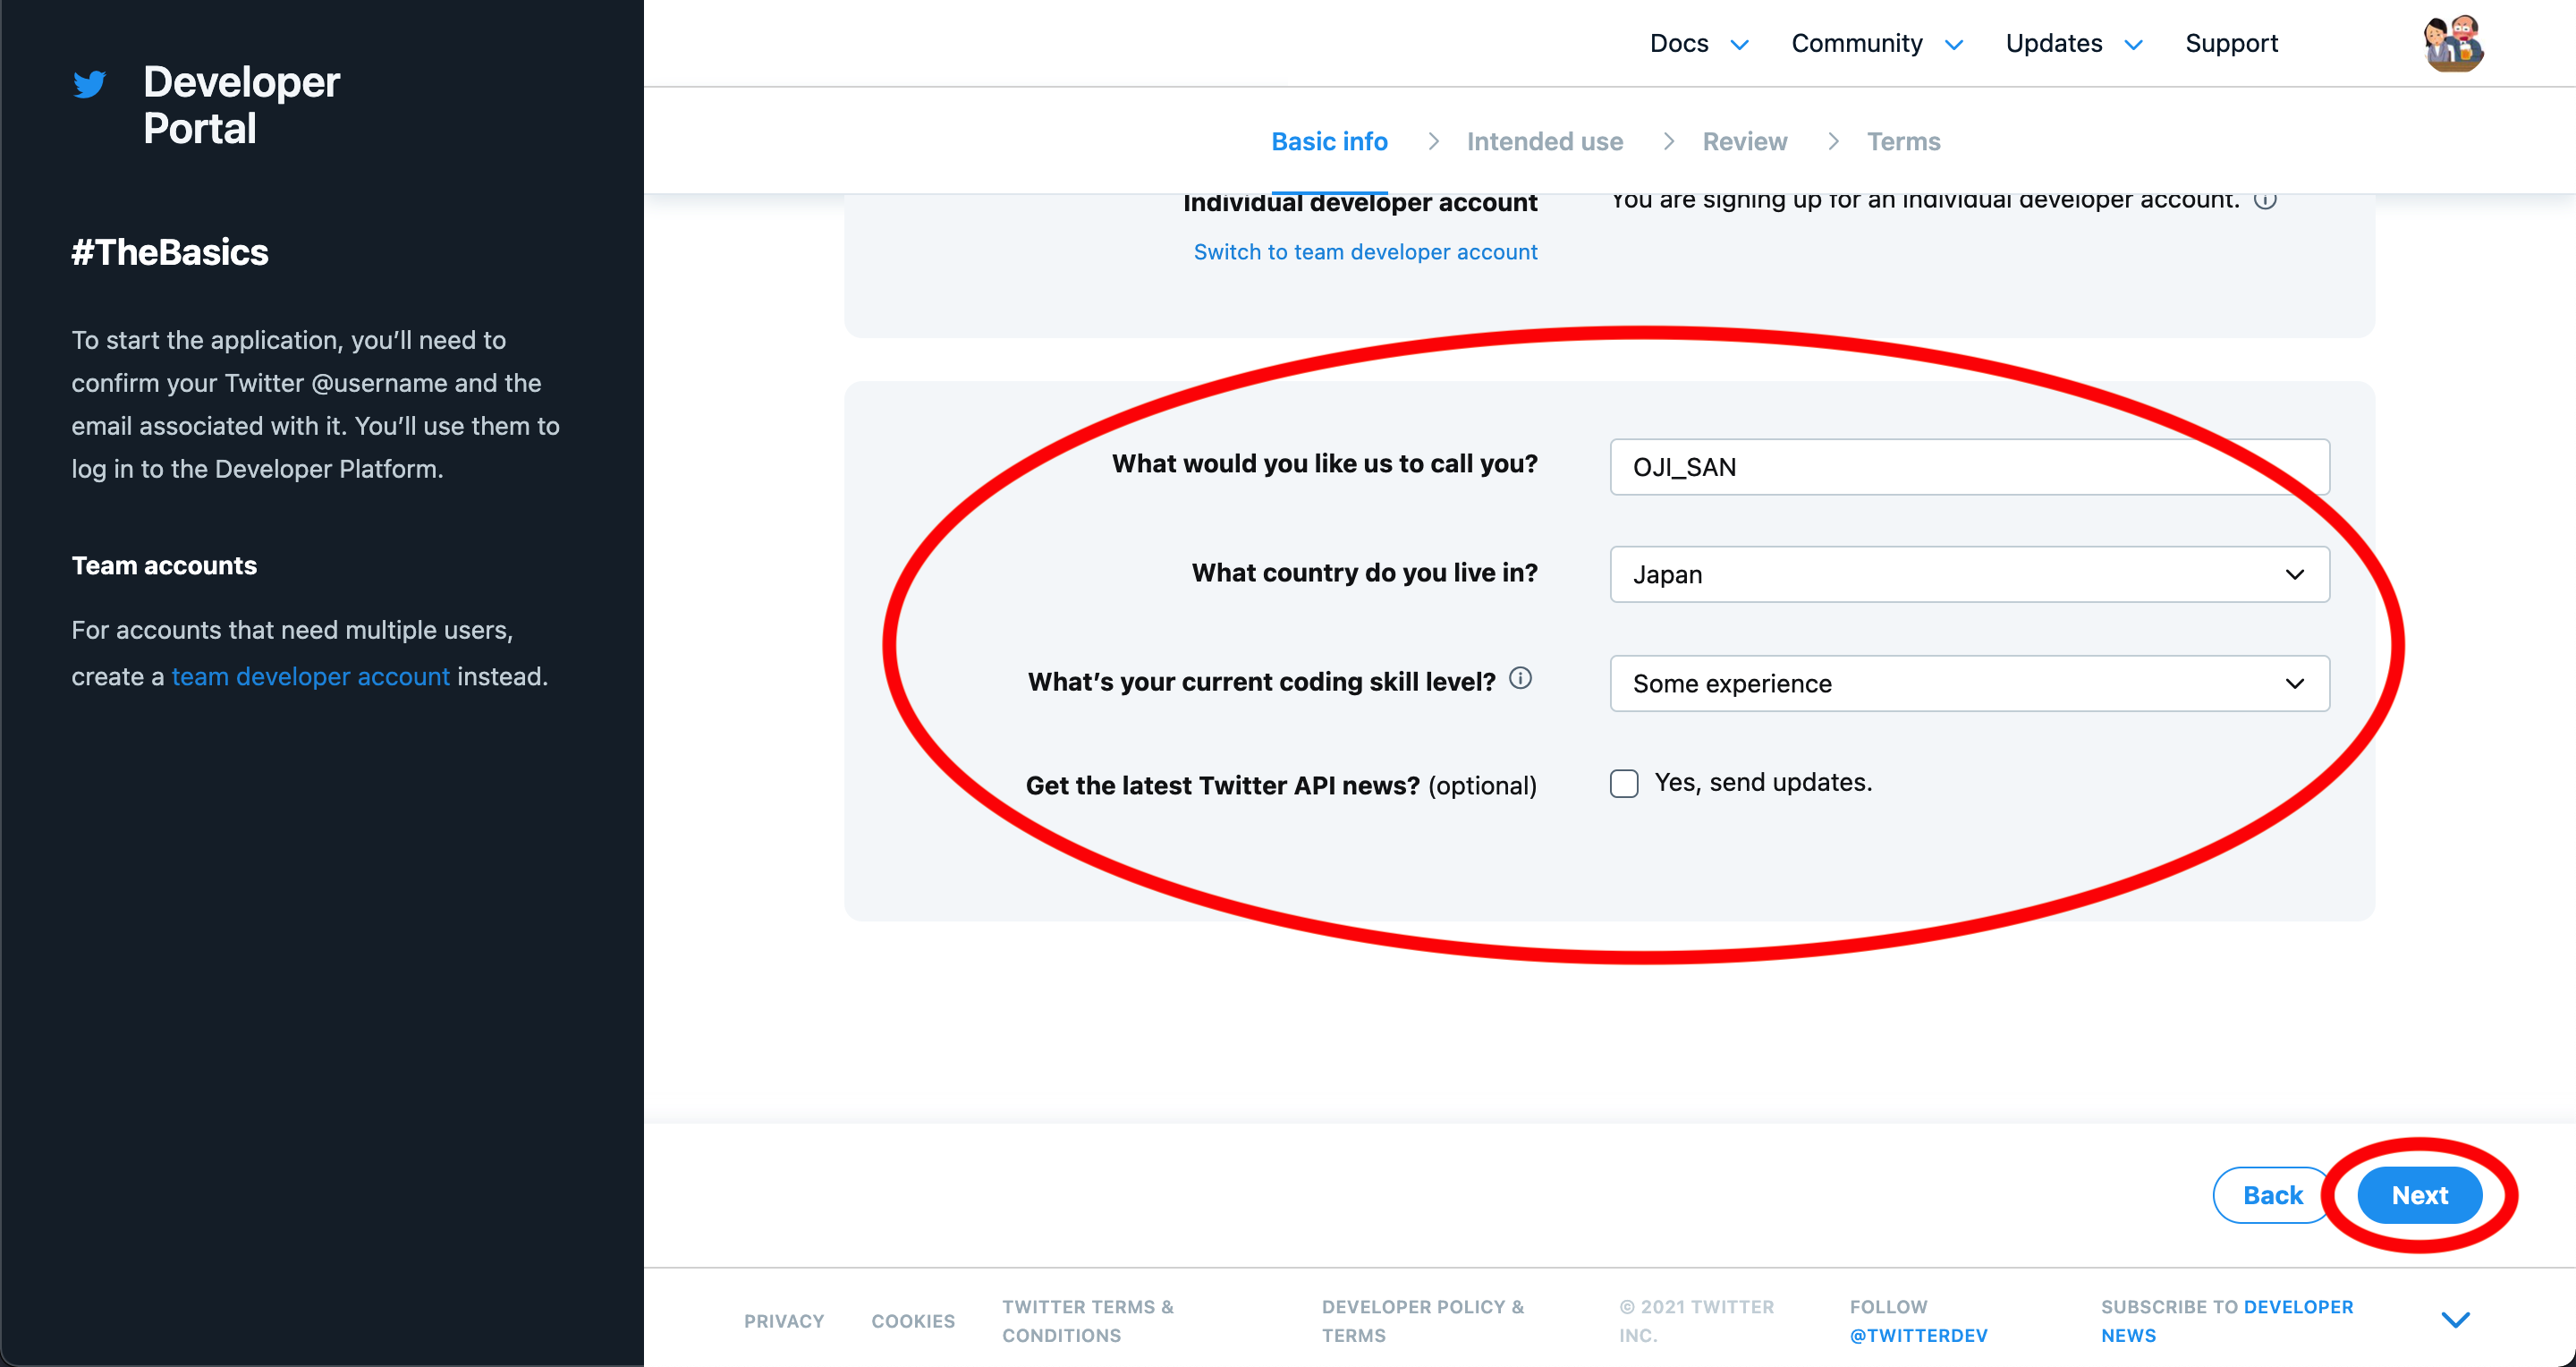 Developer
Portal
#TheBasics
To start the application, you’ll need to
confirm your Twitter @username and the
email associated with it. You’ll use them to
log in to the Developer Platform.
Team accounts
For accounts that need multiple users,
create a team developer account instead.
Docs Community Updates Support
Basic info Intended use Review Terms
Individual developer account You are signing up for an individual developer account.
Switch to team developer account
What would you like us to call you? OJI_SAN
What country do you live in? Japan
What’s your current coding skill level? Some experience
Get the latest Twitter API news? (optional) Yes, send updates.
Back Next
PRIVACY
COOKIES
TWITTER TERMS &
CONDITIONS
DEVELOPER POLICY &
TERMS
© 2021 TWITTER
INC.
FOLLOW
@TWITTERDEV
SUBSCRIBE TO DEVELOPER
NEWS